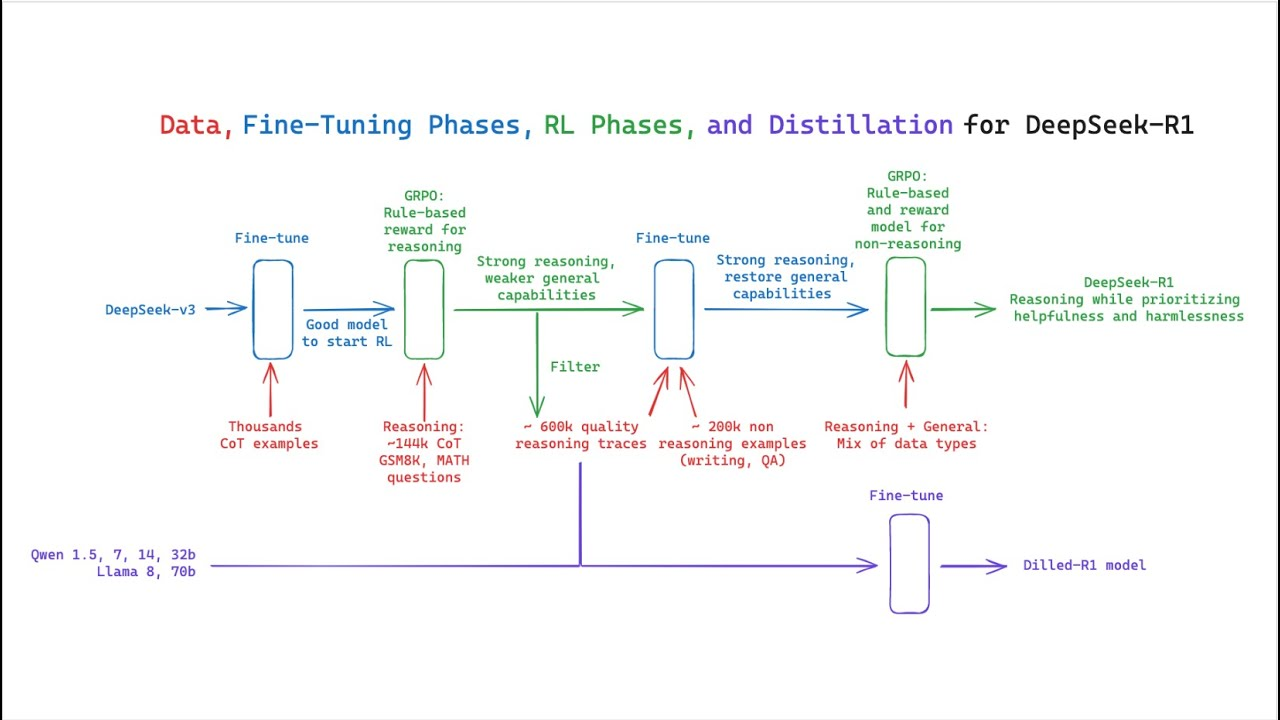 Data, Fine-Tuning Phases, RL Phases, and Distillation for DeepSeek-R1
DeepSeek-v3
Fine-tune
Thousands
CoT examples
Good model
to start RL
GRPO:
Rule-based
reward for
reasoning
Reasoning:
~144k CoT
GSM8K, MATH
questions
Strong reasoning,
weaker general
capabilities
Filter
~ 600k quality
reasoning traces
Fine-tune
~ 200k non
reasoning examples
(writing, QA)
Strong reasoning,
restore general
capabilities
GRPO:
Rule-based
and reward
model for
non-reasoning
Reasoning + General:
Mix of data types
DeepSeek-R1
Reasoning while prioritizing
helpfulness and harmlessness
Qwen 1.5, 7, 14, 32b
Llama 8, 70b
Fine-tune
Dilled-R1 model